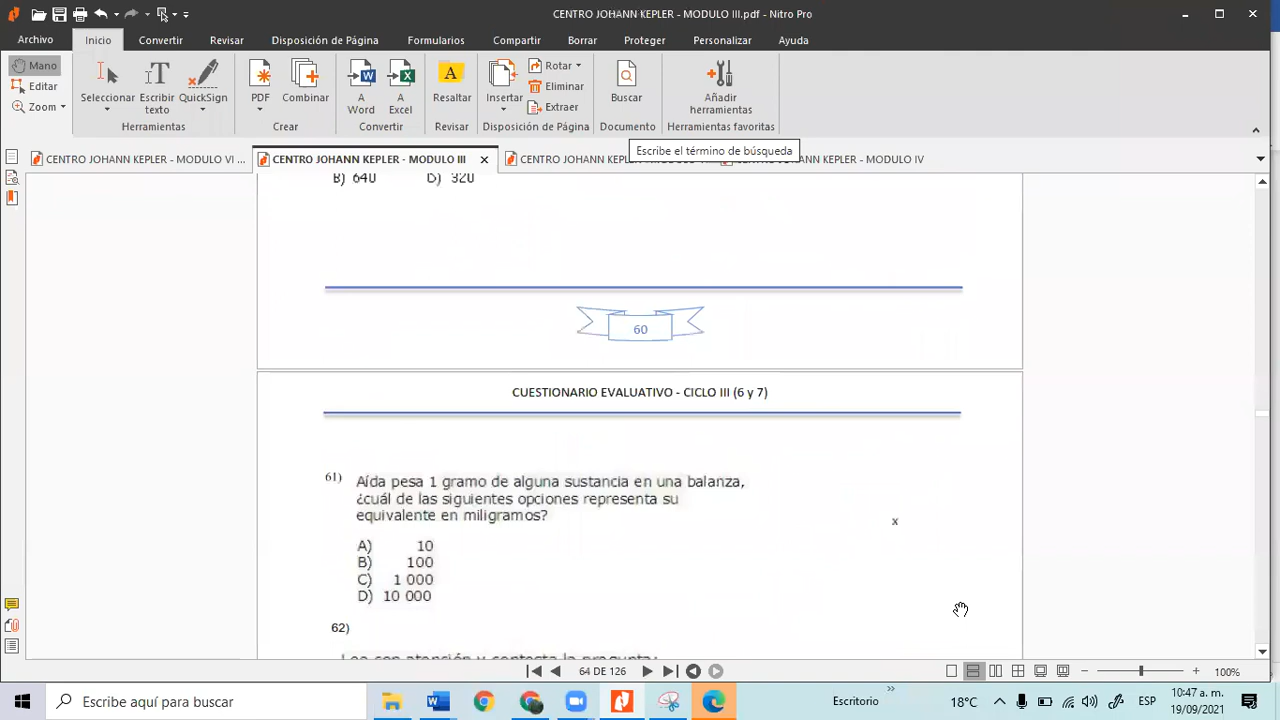 CENTRO JOHANN KEPLER - MODULO III.pdf - Nitro Pro
Archivo Inicio Convertir Revisar Disposición de Página Formularios Compartir Borrar Proteger Personalizar Ayuda
Mano
Editar
Zoom
Seleccionar
Escribir texto
QuickSign
Herramientas
PDF
Combinar
Crear
A Word
A Excel
Convertir
Resaltar
Revisar
Insertar
Rotar
Eliminar
Extraer
Disposición de Página
Buscar
Documento
Añadir herramientas
Herramientas favoritas
Escribe el término de búsqueda
CENTRO JOHANN KEPLER - MODULO VI ...
CENTRO JOHANN KEPLER - MODULO III
CENTRO JOHANN KEPLER - MODULO IV
B) 640 D) 320
60
CUESTIONARIO EVALUATIVO - CICLO III (6 y 7)
61) Aída pesa 1 gramo de alguna sustancia en una balanza,
¿cuál de las siguientes opciones representa su
equivalente en miligramos?
x
A) 10
B) 100
C) 1 000
D) 10 000
62)
Lee con atención y contesta la pregunta:
64 DE 126
100%
Escribe aquí para buscar
Escritorio
18°C
ESP
10:47 a. m.
19/09/2021